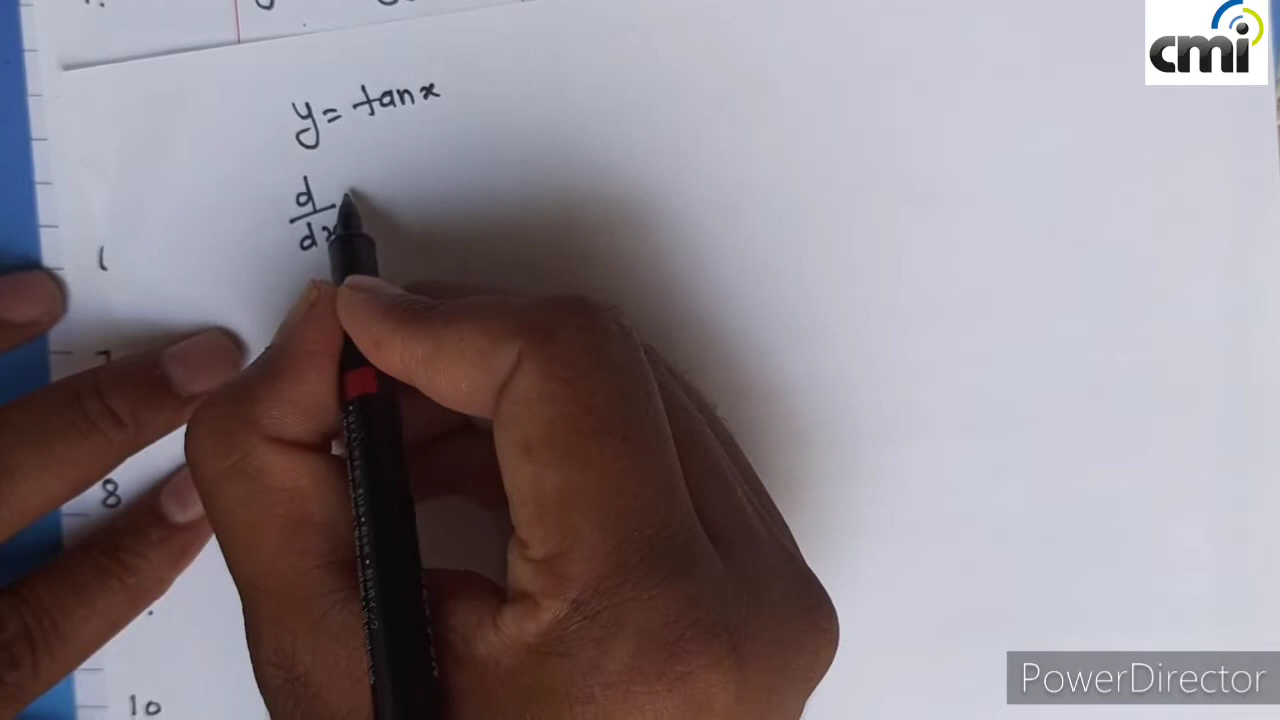 cmi
y = tan x
d
dx
8
10
PowerDirector